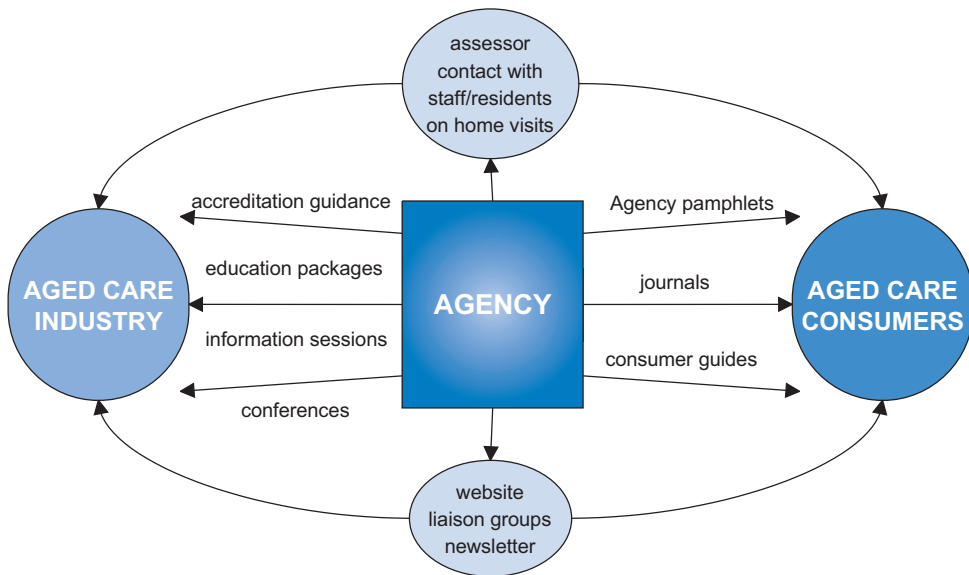 assessor
contact with
staff/residents
on home visits
accreditation guidance
Agency pamphlets
education packages
journals
AGED CARE
INDUSTRY
AGENCY
AGED CARE
CONSUMERS
information sessions
consumer guides
conferences
website
liaison groups
newsletter